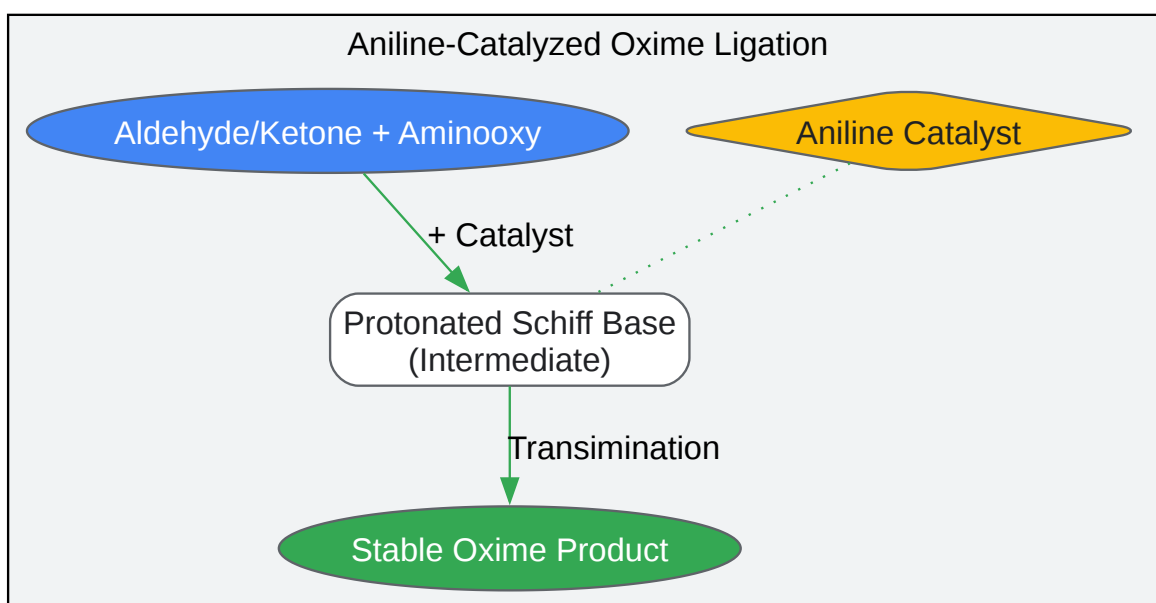 Aniline-Catalyzed Oxime Ligation
Aldehyde/Ketone + Aminooxy
Aniline Catalyst
+ Catalyst
Protonated Schiff Base
(Intermediate)
Transimination
Stable Oxime Product